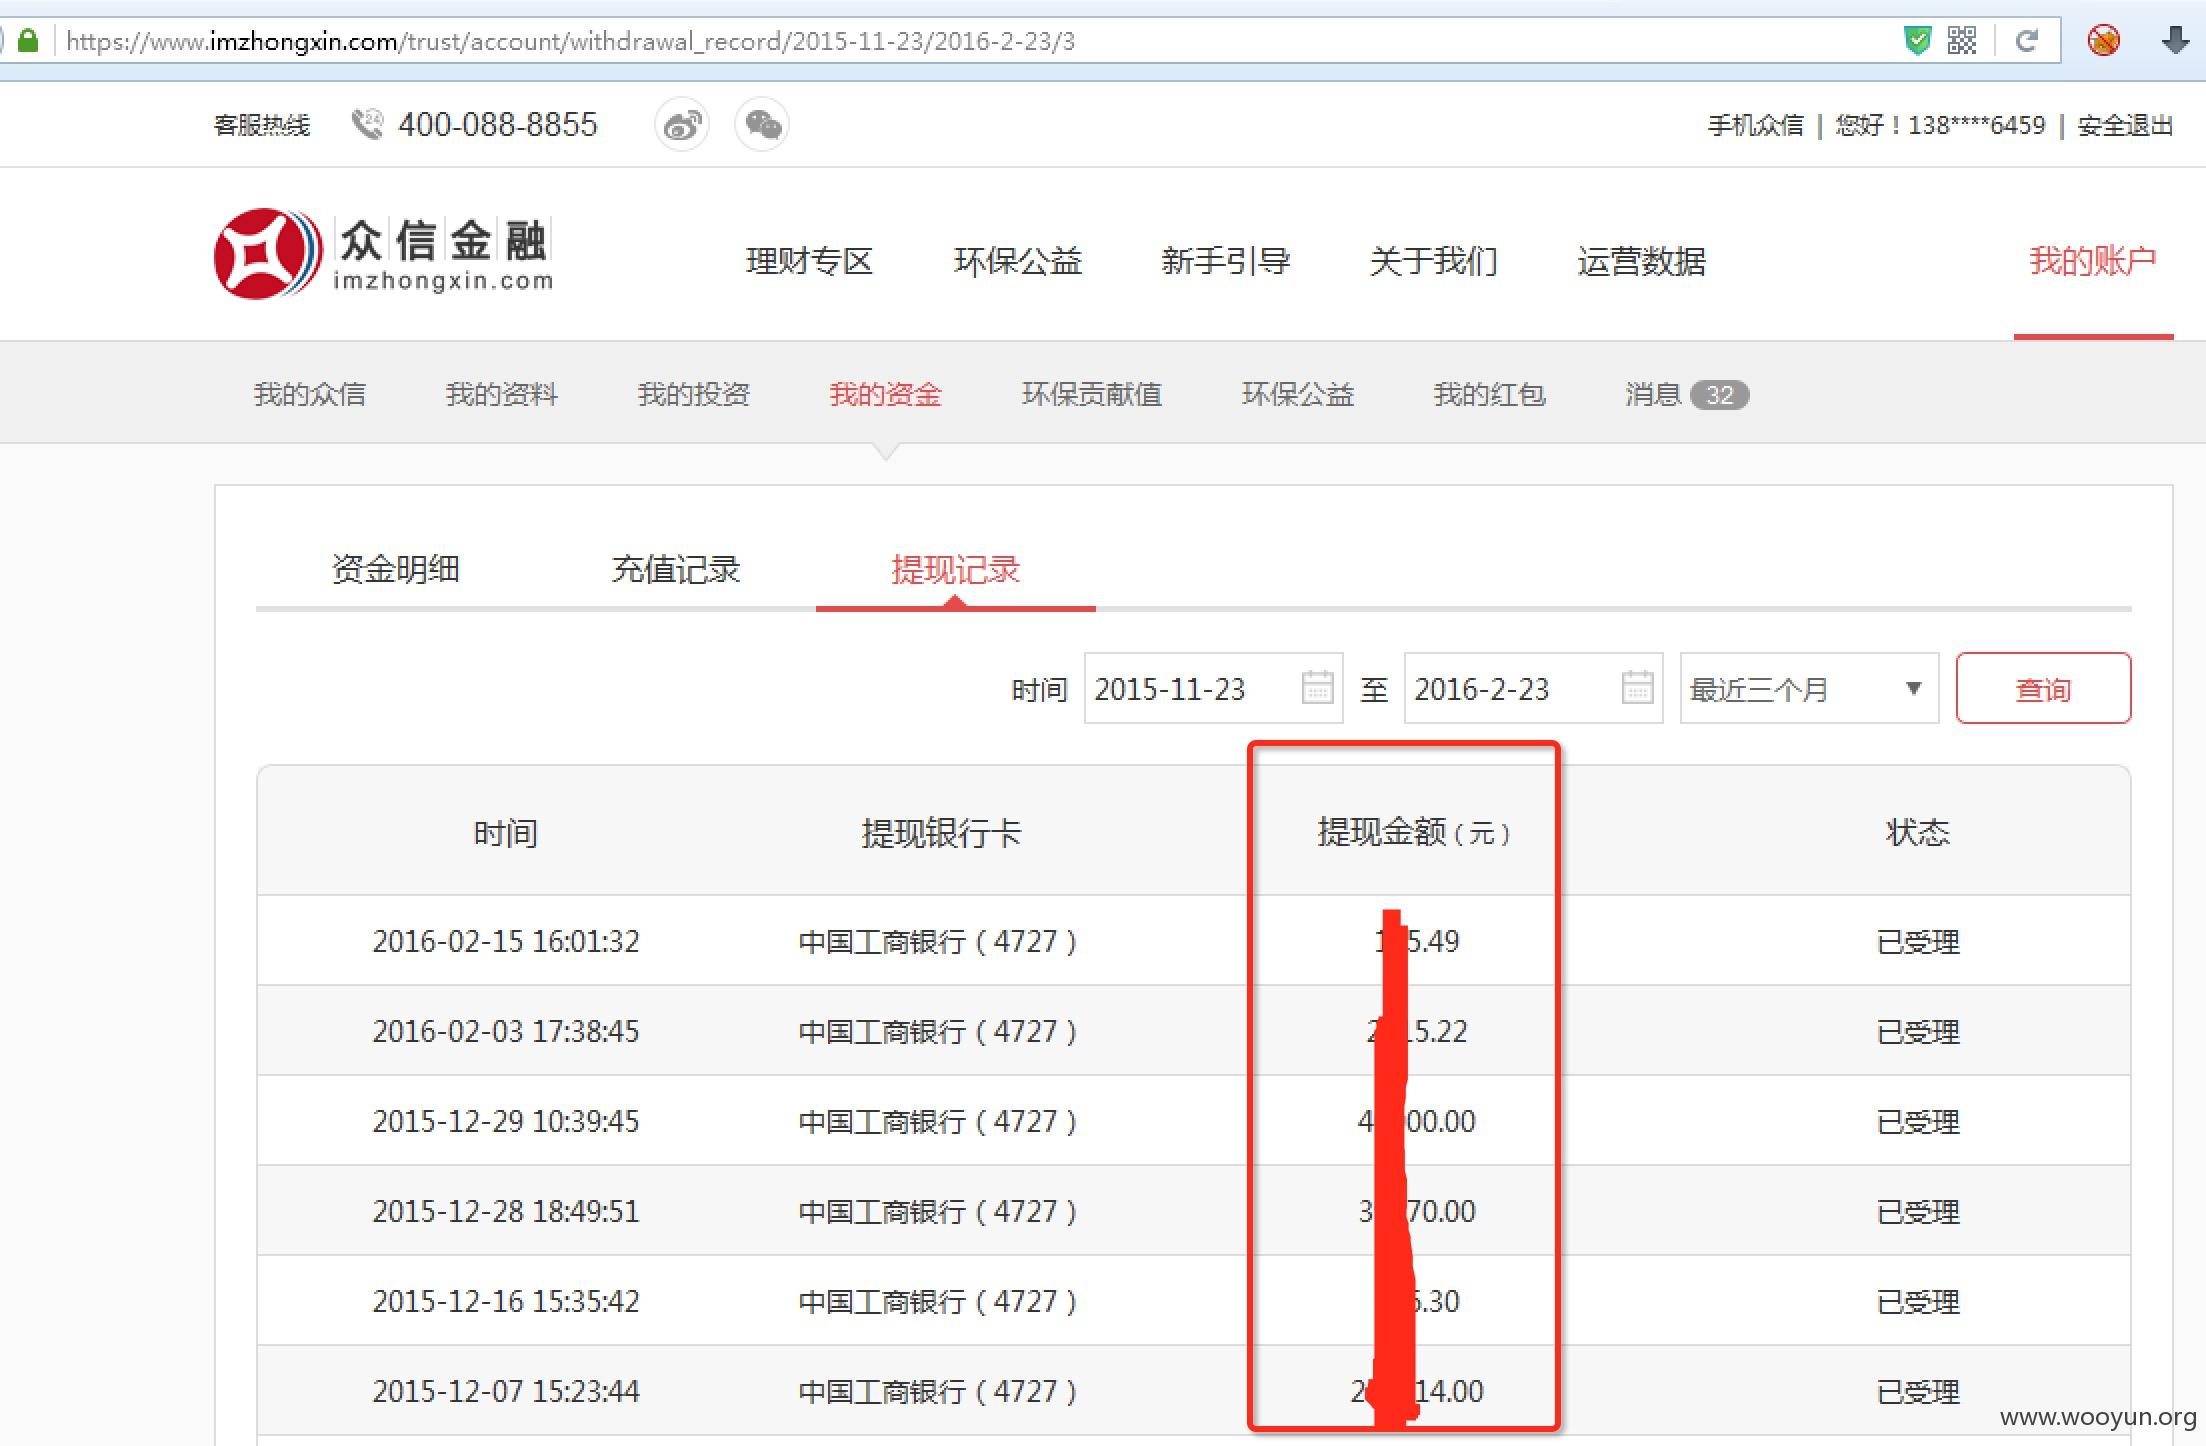 https://www.imzhongxin.com/trust/account/withdrawal_record/2015-11-23/2016-2-23/3
客服热线 400-088-8855 手机众信 | 您好！138****6459 | 安全退出
众信金融
imzhongxin.com
理财专区 环保公益 新手引导 关于我们 运营数据 我的账户
我的众信 我的资料 我的投资 我的资金 环保贡献值 环保公益 我的红包 消息 32
资金明细 充值记录 提现记录
时间 2015-11-23 至 2016-2-23 最近三个月 查询
时间 提现银行卡 提现金额（元） 状态
2016-02-15 16:01:32 中国工商银行（4727） 5.49 已受理
2016-02-03 17:38:45 中国工商银行（4727） 2 15.22 已受理
2015-12-29 10:39:45 中国工商银行（4727） 4 00.00 已受理
2015-12-28 18:49:51 中国工商银行（4727） 3 70.00 已受理
2015-12-16 15:35:42 中国工商银行（4727） 5.30 已受理
2015-12-07 15:23:44 中国工商银行（4727） 2 14.00 已受理
www.wooyun.org